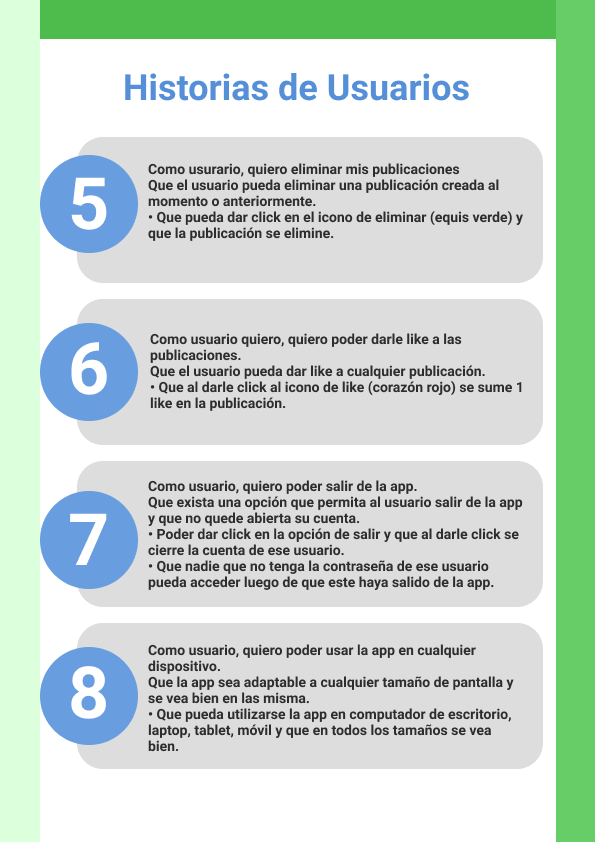 Historias de Usuarios
5
Como usurario, quiero eliminar mis publicaciones
Que el usuario pueda eliminar una publicación creada al
momento o anteriormente.
• Que pueda dar click en el icono de eliminar (equis verde) y
que la publicación se elimine.
6
Como usuario quiero, quiero poder darle like a las
publicaciones.
Que el usuario pueda dar like a cualquier publicación.
• Que al darle click al icono de like (corazón rojo) se sume 1
like en la publicación.
7
Como usuario, quiero poder salir de la app.
Que exista una opción que permita al usuario salir de la app
y que no quede abierta su cuenta.
• Poder dar click en la opción de salir y que al darle click se
cierre la cuenta de ese usuario.
• Que nadie que no tenga la contraseña de ese usuario
pueda acceder luego de que este haya salido de la app.
8
Como usuario, quiero poder usar la app en cualquier
dispositivo.
Que la app sea adaptable a cualquier tamaño de pantalla y
se vea bien en las misma.
• Que pueda utilizarse la app en computador de escritorio,
laptop, tablet, móvil y que en todos los tamaños se vea
bien.